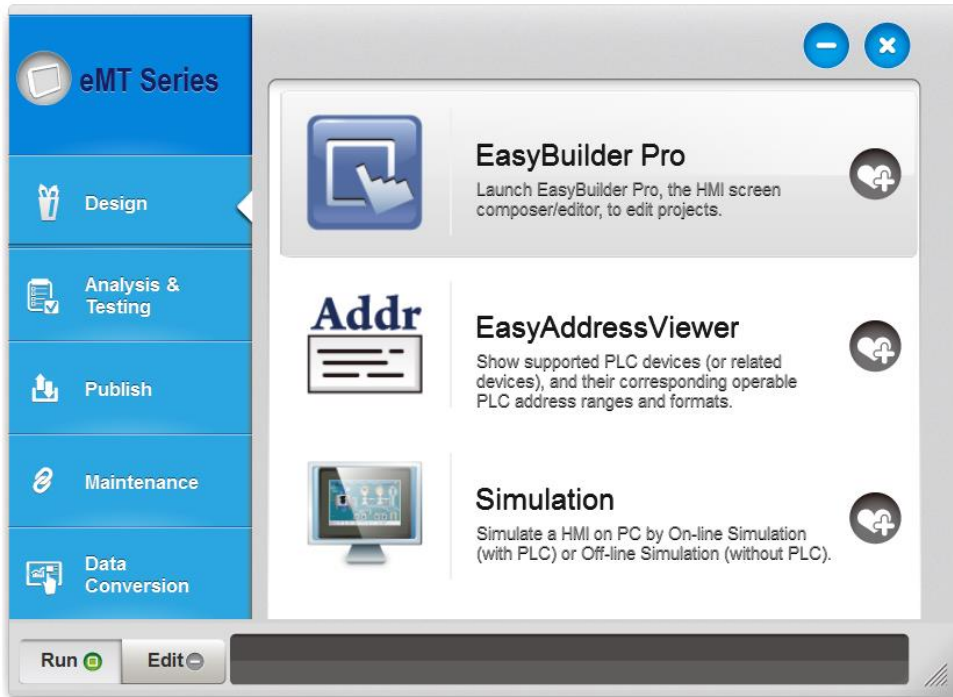 eMT Series
Design
Analysis &
Testing
Publish
Maintenance
Data
Conversion
EasyBuilder Pro
Launch EasyBuilder Pro, the HMI screen
composer/editor, to edit projects.
Addr
EasyAddressViewer
Show supported PLC devices (or related
devices), and their corresponding operable
PLC address ranges and formats.
Simulation
Simulate a HMI on PC by On-line Simulation
(with PLC) or Off-line Simulation (without PLC).
Run
Edit